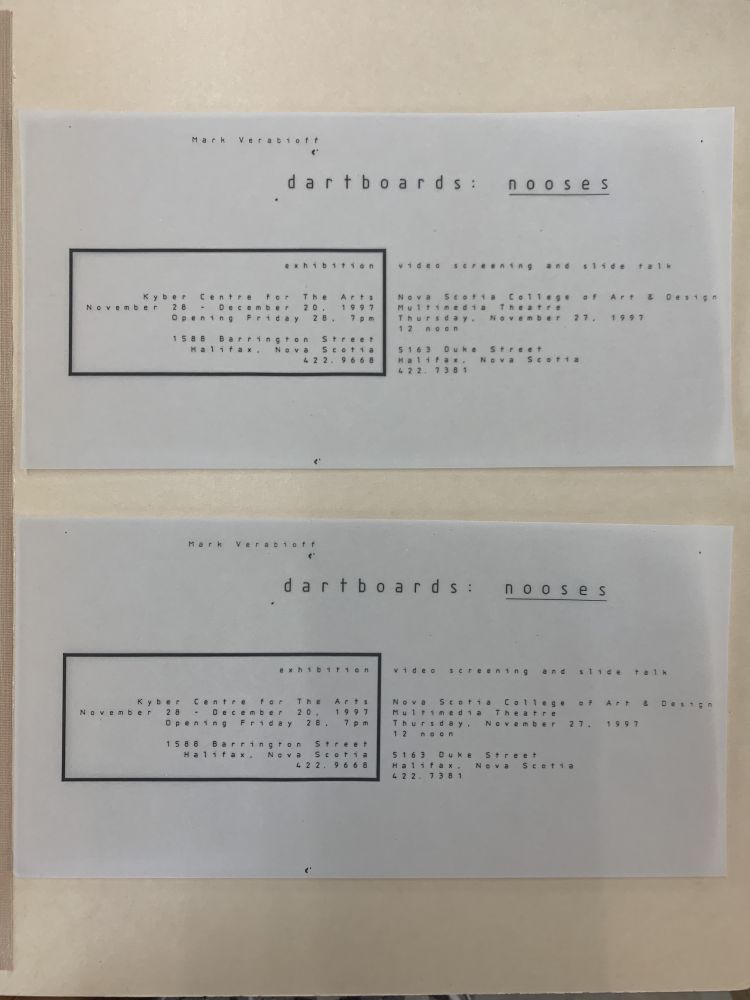 Mark Verabioff
dartboards: nooses
exhibition
Kyber Centre for The Arts
November 28 - December 20, 1997
Opening Friday 28, 7pm
1588 Barrington Street
Halifax, Nova Scotia
422.9668
video screening and slide talk
Nova Scotia College of Art & Design
Multimedia Theatre
Thursday, November 27, 1997
12 noon
5163 Duke Street
Halifax, Nova Scotia
422.7381
Mark Verabioff
dartboards: nooses
exhibition
Kyber Centre for The Arts
November 28 - December 20, 1997
Opening Friday 28, 7pm
1588 Barrington Street
Halifax, Nova Scotia
422.9668
video screening and slide talk
Nova Scotia College of Art & Design
Multimedia Theatre
Thursday, November 27, 1997
12 noon
5163 Duke Street
Halifax, Nova Scotia
422.7381